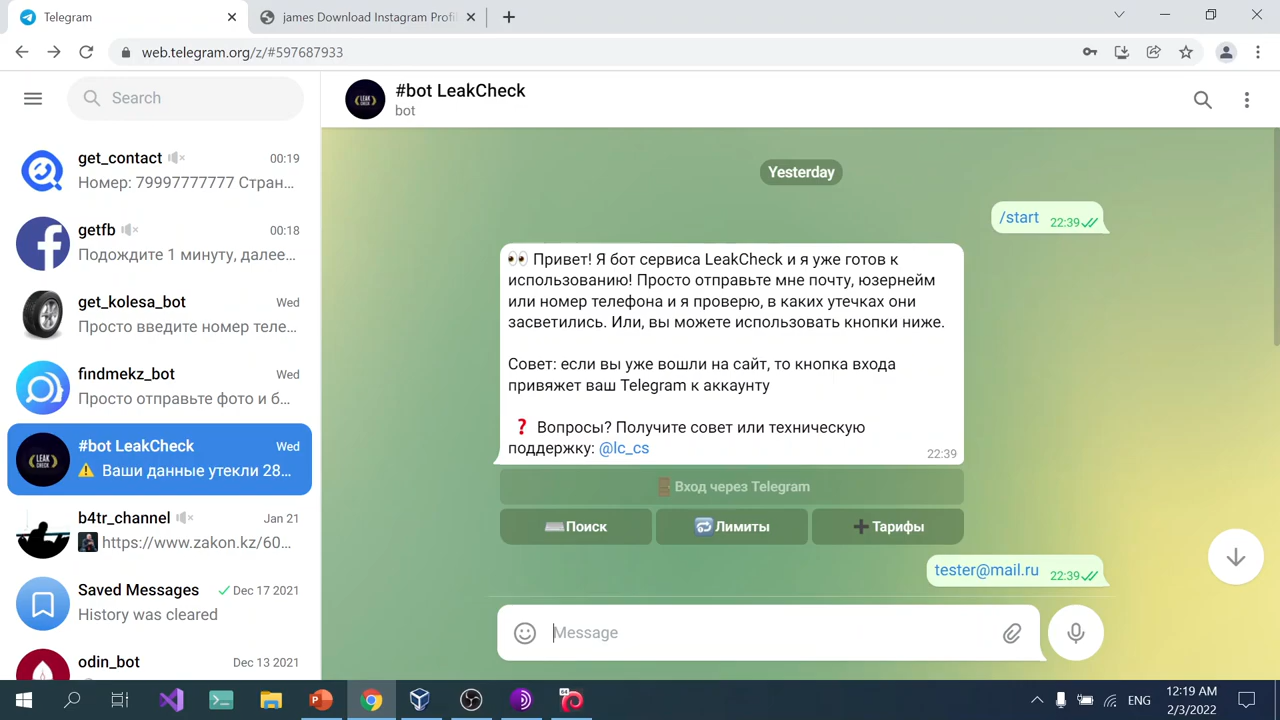 Telegram
james Download Instagram Profil
web.telegram.org/z/#597687933
Search
get_contact 00:19
Номер: 79997777777 Стран...
getfb 00:18
Подождите 1 минуту, далее...
get_kolesa_bot Wed
Просто введите номер теле...
findmekz_bot Wed
Просто отправьте фото и б...
#bot LeakCheck Wed
Ваши данные утекли 28...
b4tr_channel Jan 21
https://www.zakon.kz/60...
Saved Messages Dec 17 2021
History was cleared
odin_bot Dec 13 2021
#bot LeakCheck
bot
Yesterday
/start 22:39
👀 Привет! Я бот сервиса LeakCheck и я уже готов к
использованию! Просто отправьте мне почту, юзернейм
или номер телефона и я проверю, в каких утечках они
засветились. Или, вы можете использовать кнопки ниже.
Совет: если вы уже вошли на сайт, то кнопка входа
привяжет ваш Telegram к аккаунту
❓ Вопросы? Получите совет или техническую
поддержку: @lc_cs 22:39
Вход через Telegram
Поиск Лимиты Тарифы
tester@mail.ru 22:39
Message
LEAK CHECK
LEAK CHECK
64
ENG
12:19 AM
2/3/2022